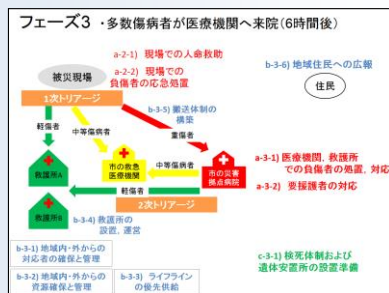 フェーズ3 ・多数傷病者が医療機関へ来院(6時間後)
a-2-1) 現場での人命救助
被災現場
a-2-2) 現場での
負傷者の応急処置
b-3-6) 地域住民への広報
住民
1次トリアージ
b-3-5) 搬送体制の
構築
軽傷者
中等傷病者
重傷者
救護所A
市の救急
医療機関
中等傷病者
市の災害
拠点病院
a-3-1) 医療機関、救護所
での負傷者の処置、対応
a-3-2) 要援護者の対応
軽傷者
2次トリアージ
救護所B
b-3-4) 救護所の
設置、運営
b-3-1) 地域内・外からの
対応者の確保と管理
c-3-1) 検死体制および
遺体安置所の設置準備
b-3-2) 地域内・外からの
資源確保と管理
b-3-3) ライフライン
の優先供給